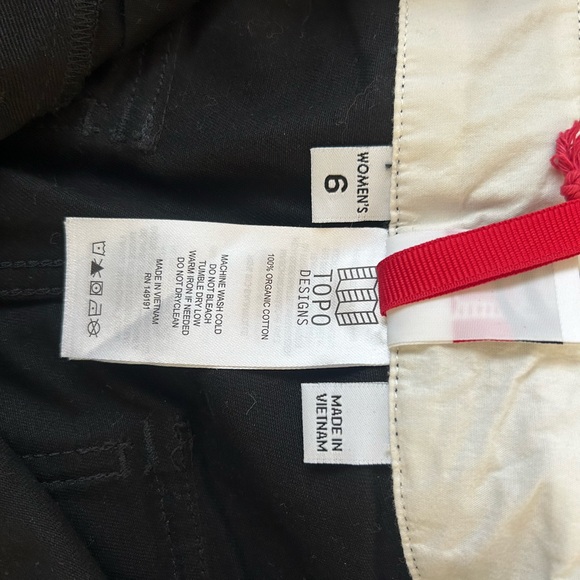 WOMEN'S
6
TOPO
DESIGNS
100% ORGANIC COTTON
MACHINE WASH COLD
DO NOT BLEACH
TUMBLE DRY LOW
WARM IRON IF NEEDED
DO NOT DRYCLEAN
MADE IN VIETNAM
RN 149191
MADE IN
VIETNAM